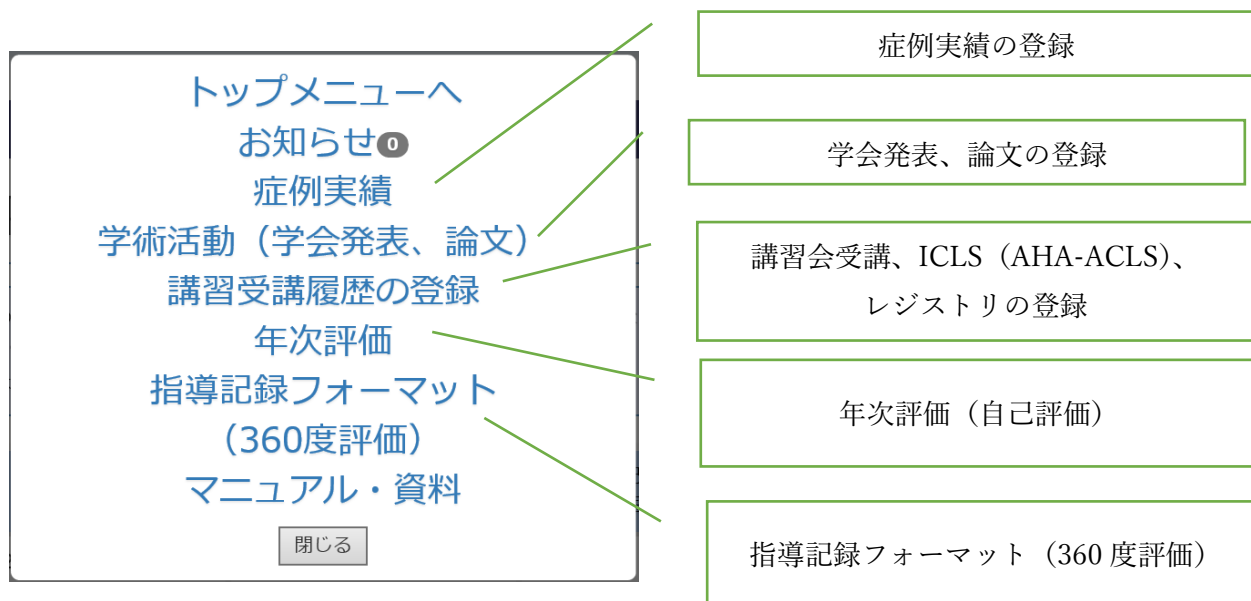 トップメニューへ
お知らせ0
症例実績
学術活動（学会発表、論文）
講習受講履歴の登録
年次評価
指導記録フォーマット
（360度評価）
マニュアル・資料
閉じる
症例実績の登録
学会発表、論文の登録
講習会受講、ICLS（AHA-ACLS）、
レジストリの登録
年次評価（自己評価）
指導記録フォーマット（360 度評価）